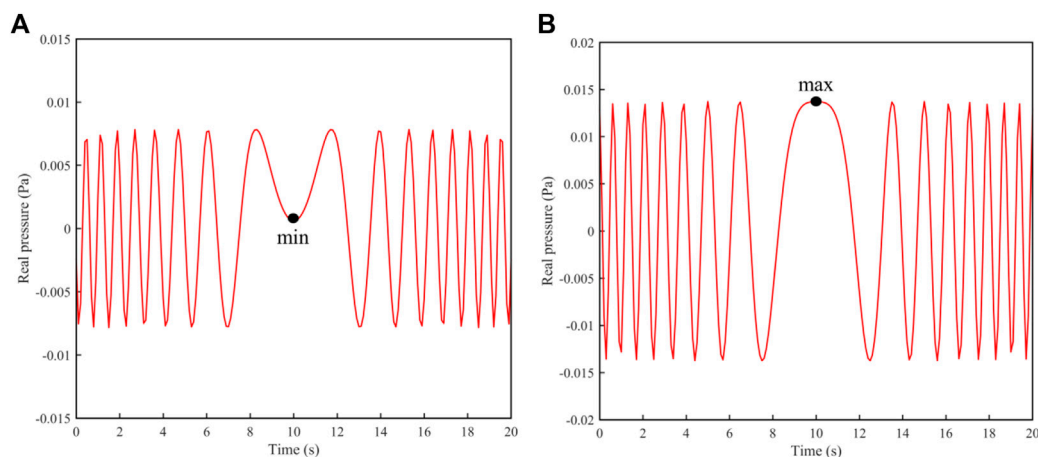 A
0.015
0.01
0.005
0
-0.005
-0.01
-0.015
Real pressure (Pa)
min
0 2 4 6 8 10 12 14 16 18 20
Time (s)
B
0.02
0.015
0.01
0.005
0
-0.005
-0.01
-0.015
-0.02
Real pressure (Pa)
max
0 2 4 6 8 10 12 14 16 18 20
Time (s)